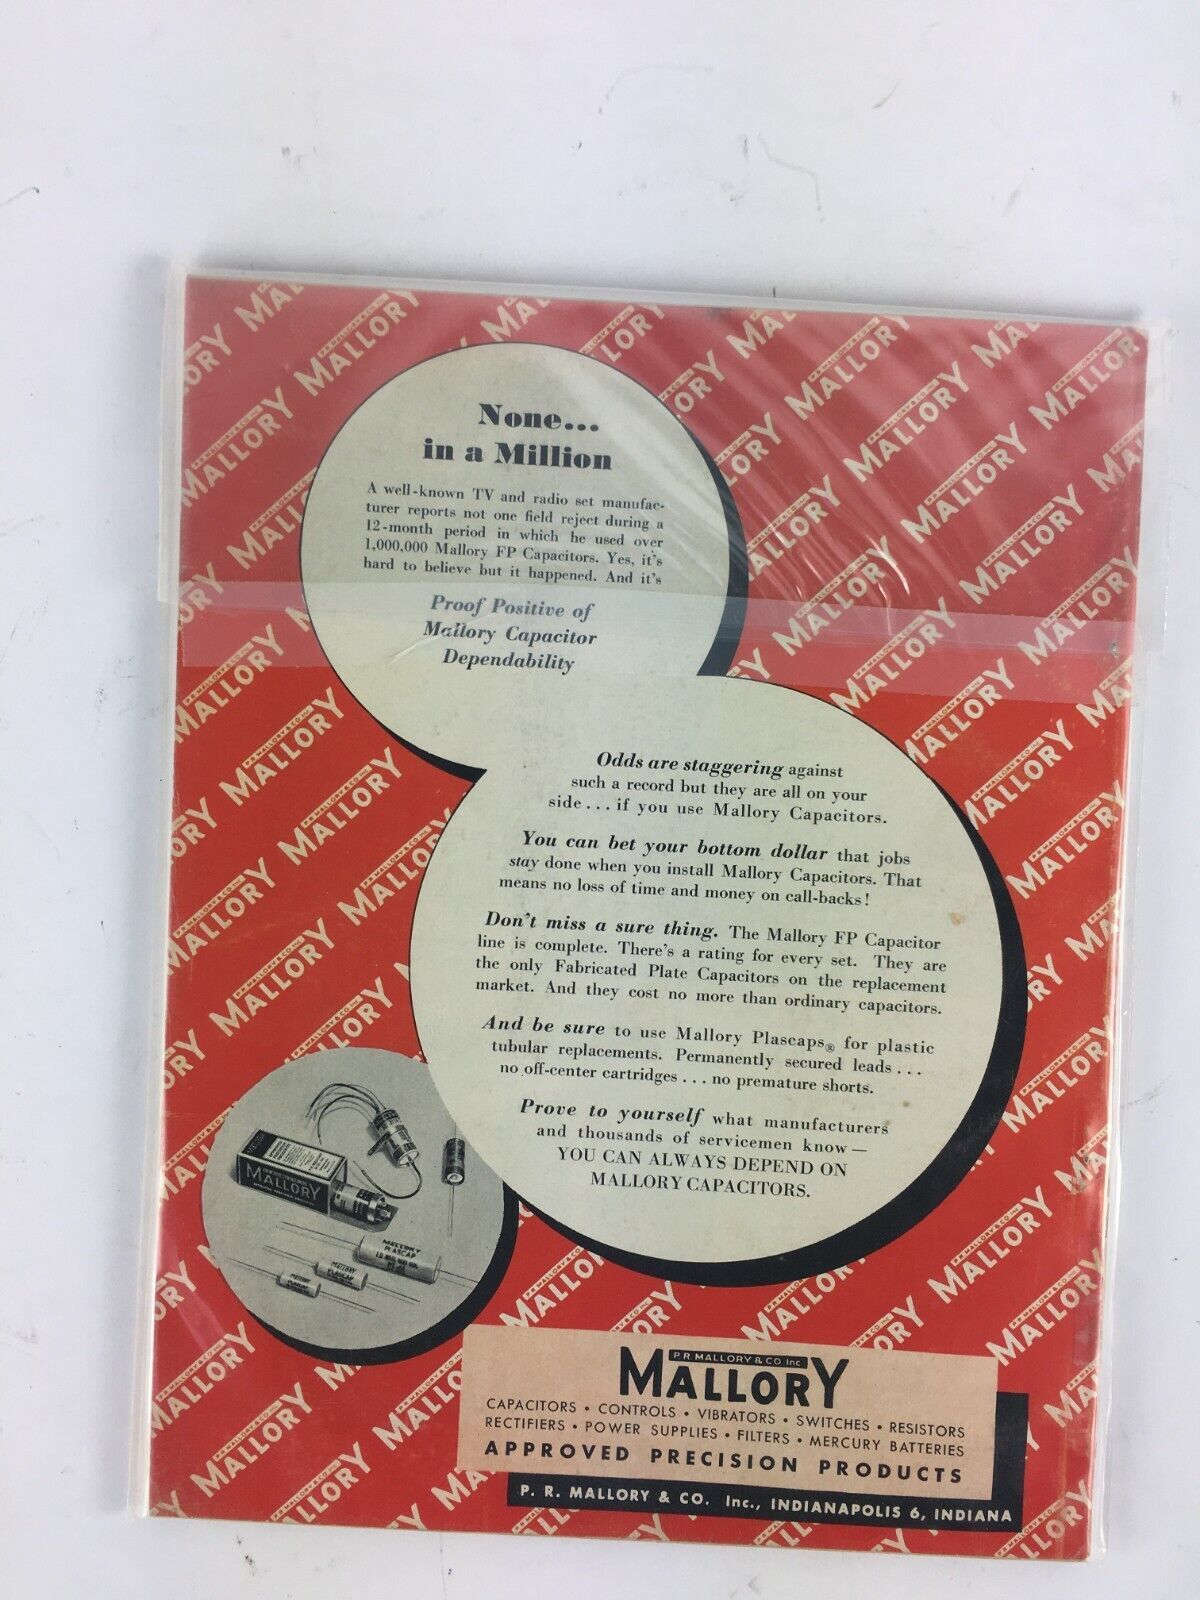 None...
in a Million
A well-known TV and radio set manufac-
turer reports not one field reject during a
12-month period in which he used over
1,000,000 Mallory FP Capacitors. Yes, it's
hard to believe but it happened. And it's
Proof Positive of
Mallory Capacitor
Dependability
Odds are staggering against
such a record but they are all on your
side . . . if you use Mallory Capacitors.
You can bet your bottom dollar that jobs
stay done when you install Mallory Capacitors. That
means no loss of time and money on call-backs!
Don't miss a sure thing. The Mallory FP Capacitor
line is complete. There's a rating for every set. They are
the only Fabricated Plate Capacitors on the replacement
market. And they cost no more than ordinary capacitors.
And be sure to use Mallory Plascaps® for plastic
tubular replacements. Permanently secured leads . . .
no off-center cartridges . . . no premature shorts.
Prove to yourself what manufacturers
and thousands of servicemen know—
YOU CAN ALWAYS DEPEND ON
MALLORY CAPACITORS.
MALLORY
MALLORY
PLASCAP
MALLORY
PLASCAP
MALLORY
P.R. MALLORY & CO Inc
MALLORY
CAPACITORS • CONTROLS • VIBRATORS • SWITCHES • RESISTORS
RECTIFIERS • POWER SUPPLIES • FILTERS • MERCURY BATTERIES
APPROVED PRECISION PRODUCTS
P. R. MALLORY & CO. Inc., INDIANAPOLIS 6, INDIANA